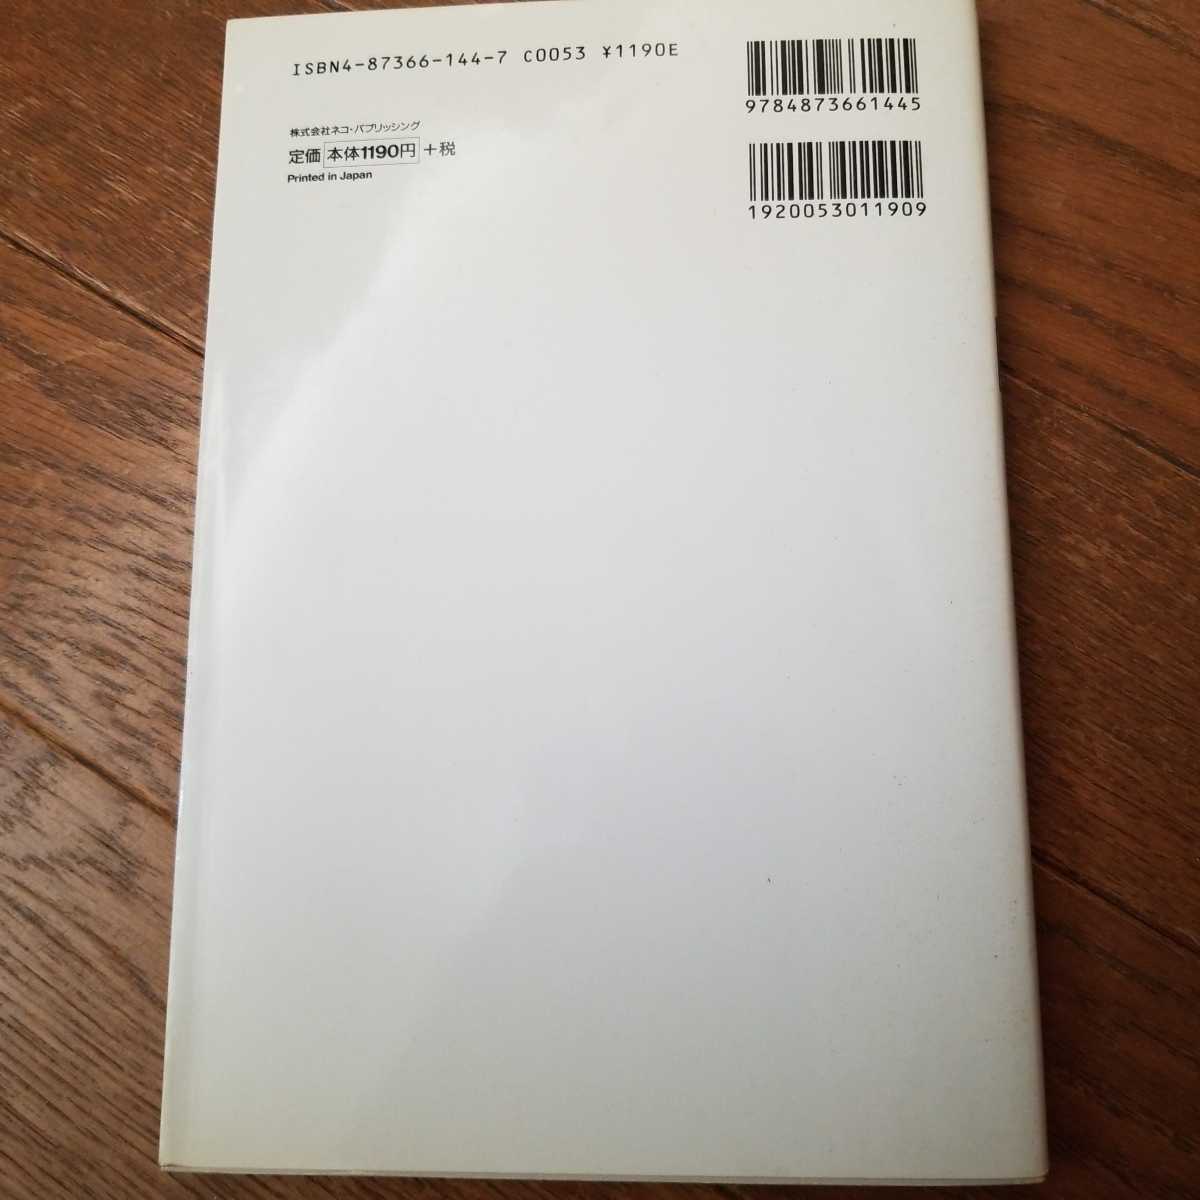 ISBN4-87366-144-7 C0053 ¥1190E
9784873661445
株式会社ネコ・パブリッシング
定価 本体1190円 +税
Printed in Japan
1920053011909